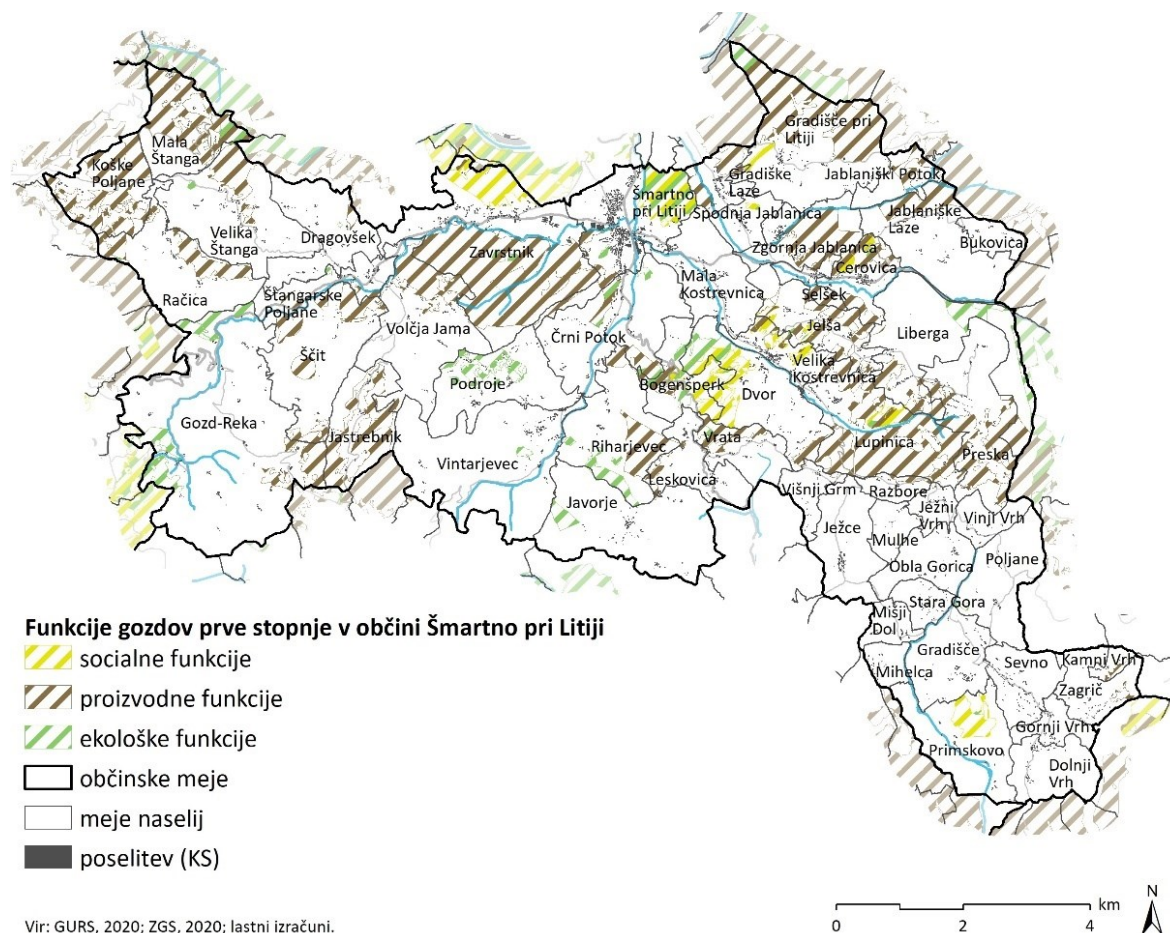 Gradišče pri
Litiji
Mala
Štanga
Koške
Poljane
Gradiške
Laze
Jablaniški Potok
Šmartno
pri Litiji
Spodnja Jablanica
Jablaniške
Laze
Velika
Štanga
Dragovšek
Zavrstnik
Zgornja Jablanica
Bukovica
Cerovica
Mala
Kostrevnica
Račica
Štangarske
Poljane
Selšek
Volčja Jama
Črni Potok
Jelša
Liberga
Ščit
Velika
Kostrevnica
Podroje
Bogenšperk
Dvor
Gozd-Reka
Jastrebnik
Riharjevec
Vrata
Lupinica
Preska
Vintarjevec
Leskovica
Javorje
Višnji Grm
Razbore
Ježni
Vrh
Vinji Vrh
Ježce
Mulhe
Obla Gorica
Poljane
Stara Gora
Mišji
Dol
Gradišče
Sevno
Kamni Vrh
Mihelca
Zagrič
Gornji Vrh
Primskovo
Dolnji
Vrh
Funkcije gozdov prve stopnje v občini Šmartno pri Litiji
socialne funkcije
proizvodne funkcije
ekološke funkcije
občinske meje
meje naselij
poselitev (KS)
Vir: GURS, 2020; ZGS, 2020; lastni izračuni.
km
0 2 4
N